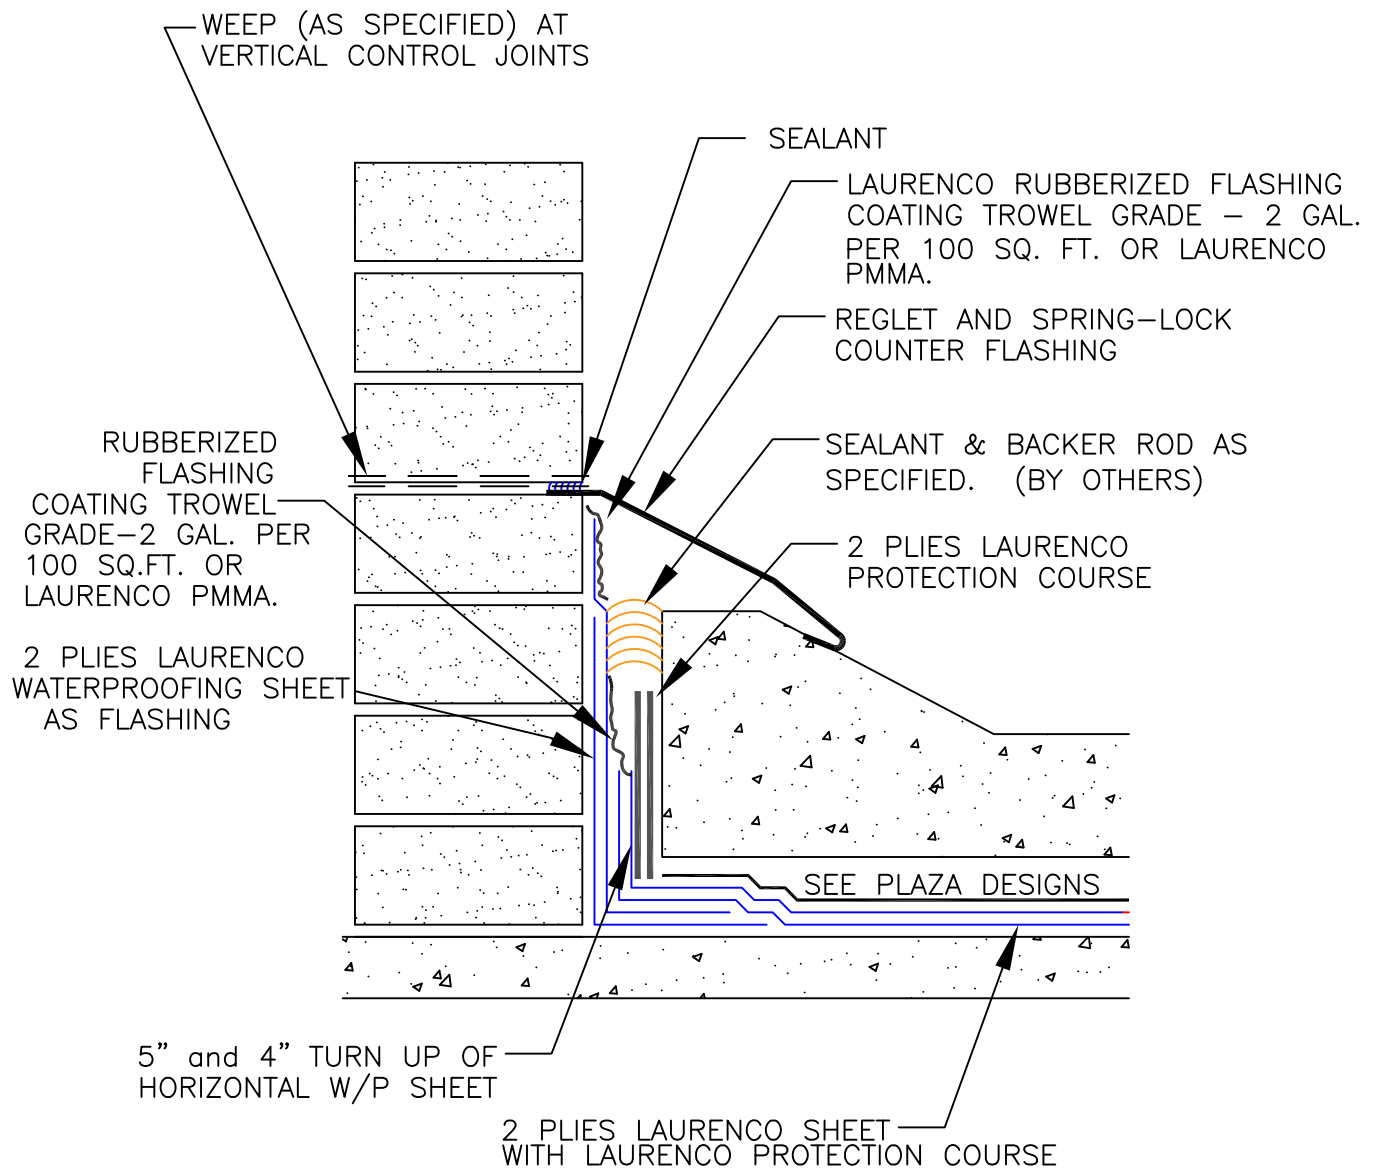 WEEP (AS SPECIFIED) AT
VERTICAL CONTROL JOINTS
SEALANT
LAURENCO RUBBERIZED FLASHING
COATING TROWEL GRADE – 2 GAL.
PER 100 SQ. FT. OR LAURENCO
PMMA.
REGLET AND SPRING–LOCK
COUNTER FLASHING
RUBBERIZED
FLASHING
COATING TROWEL
GRADE–2 GAL. PER
100 SQ.FT. OR
LAURENCO PMMA.
SEALANT & BACKER ROD AS
SPECIFIED. (BY OTHERS)
2 PLIES LAURENCO
PROTECTION COURSE
2 PLIES LAURENCO
WATERPROOFING SHEET
AS FLASHING
SEE PLAZA DESIGNS
5” and 4” TURN UP OF
HORIZONTAL W/P SHEET
2 PLIES LAURENCO SHEET
WITH LAURENCO PROTECTION COURSE